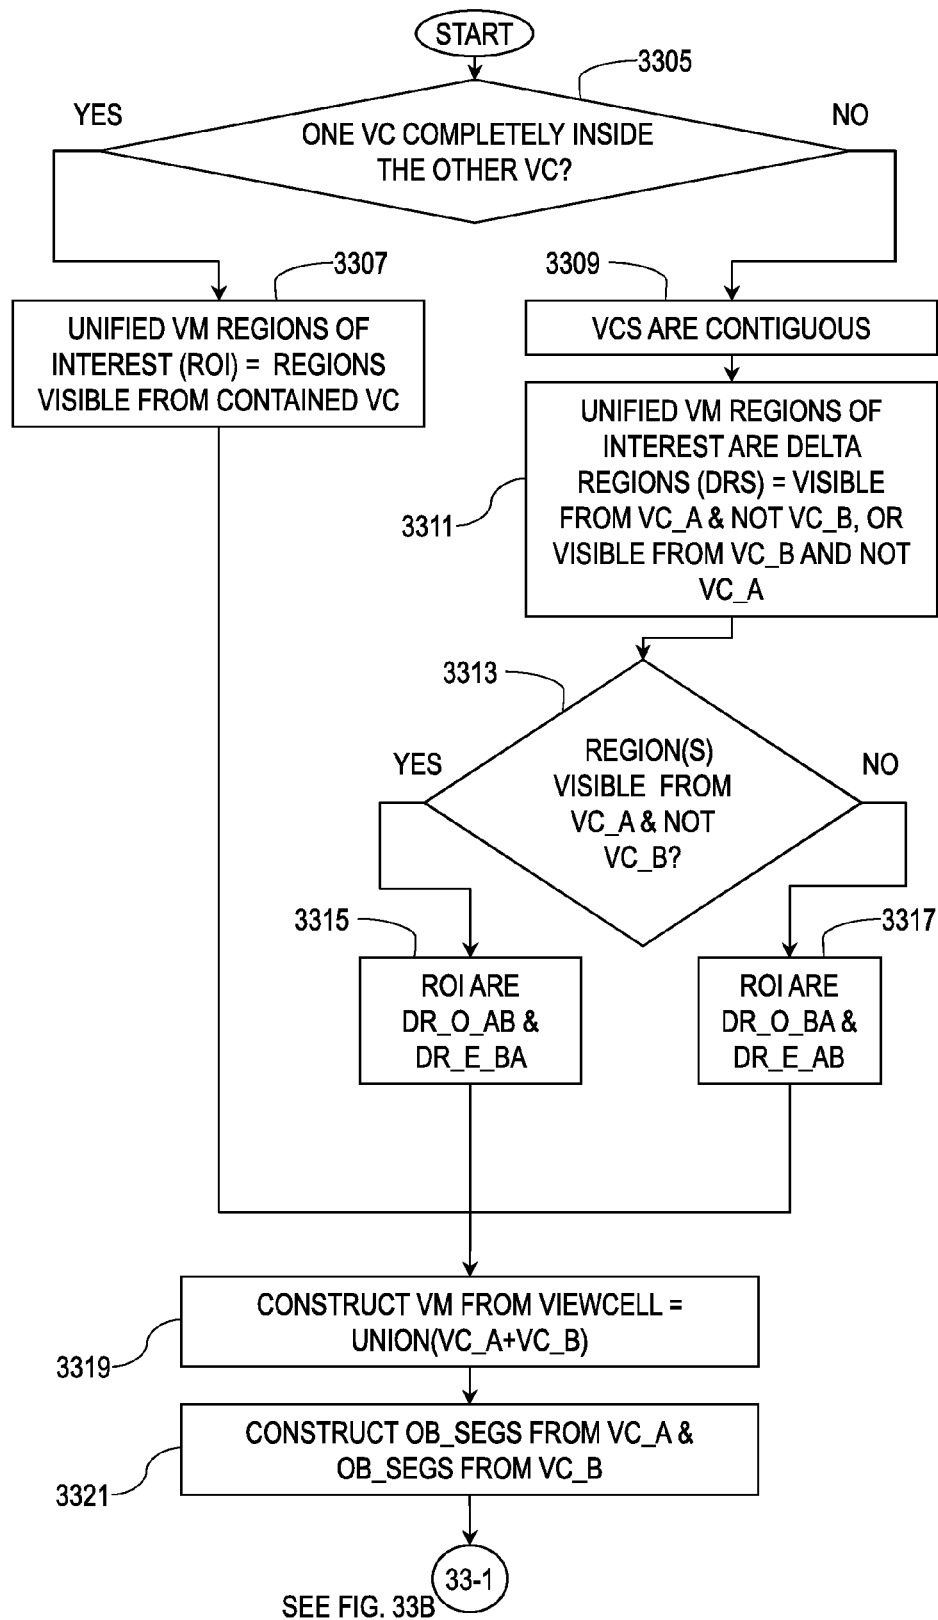 START
3305
YES
NO
ONE VC COMPLETELY INSIDE
THE OTHER VC?
3307
3309
UNIFIED VM REGIONS OF
INTEREST (ROI) = REGIONS
VISIBLE FROM CONTAINED VC
VCS ARE CONTIGUOUS
UNIFIED VM REGIONS OF
INTEREST ARE DELTA
REGIONS (DRS) = VISIBLE
FROM VC_A & NOT VC_B, OR
VISIBLE FROM VC_B AND NOT
VC_A
3311
3313
YES
NO
REGION(S)
VISIBLE FROM
VC_A & NOT
VC_B?
3315
3317
ROI ARE
DR_O_AB &
DR_E_BA
ROI ARE
DR_O_BA &
DR_E_AB
CONSTRUCT VM FROM VIEWCELL =
UNION(VC_A+VC_B)
3319
CONSTRUCT OB_SEGS FROM VC_A &
OB_SEGS FROM VC_B
3321
33-1
SEE FIG. 33B